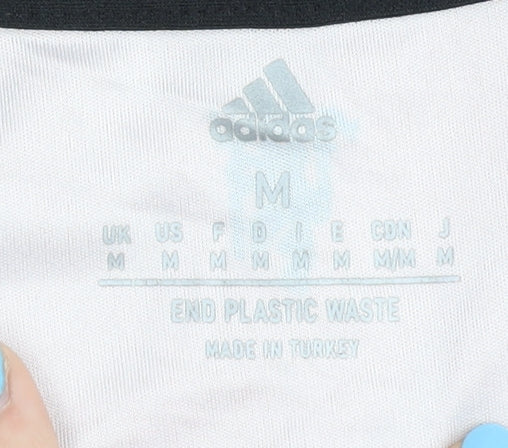 adidas
M
UK US F D I E CDN J
M M M M M M M/M M
END PLASTIC WASTE
MADE IN TURKEY